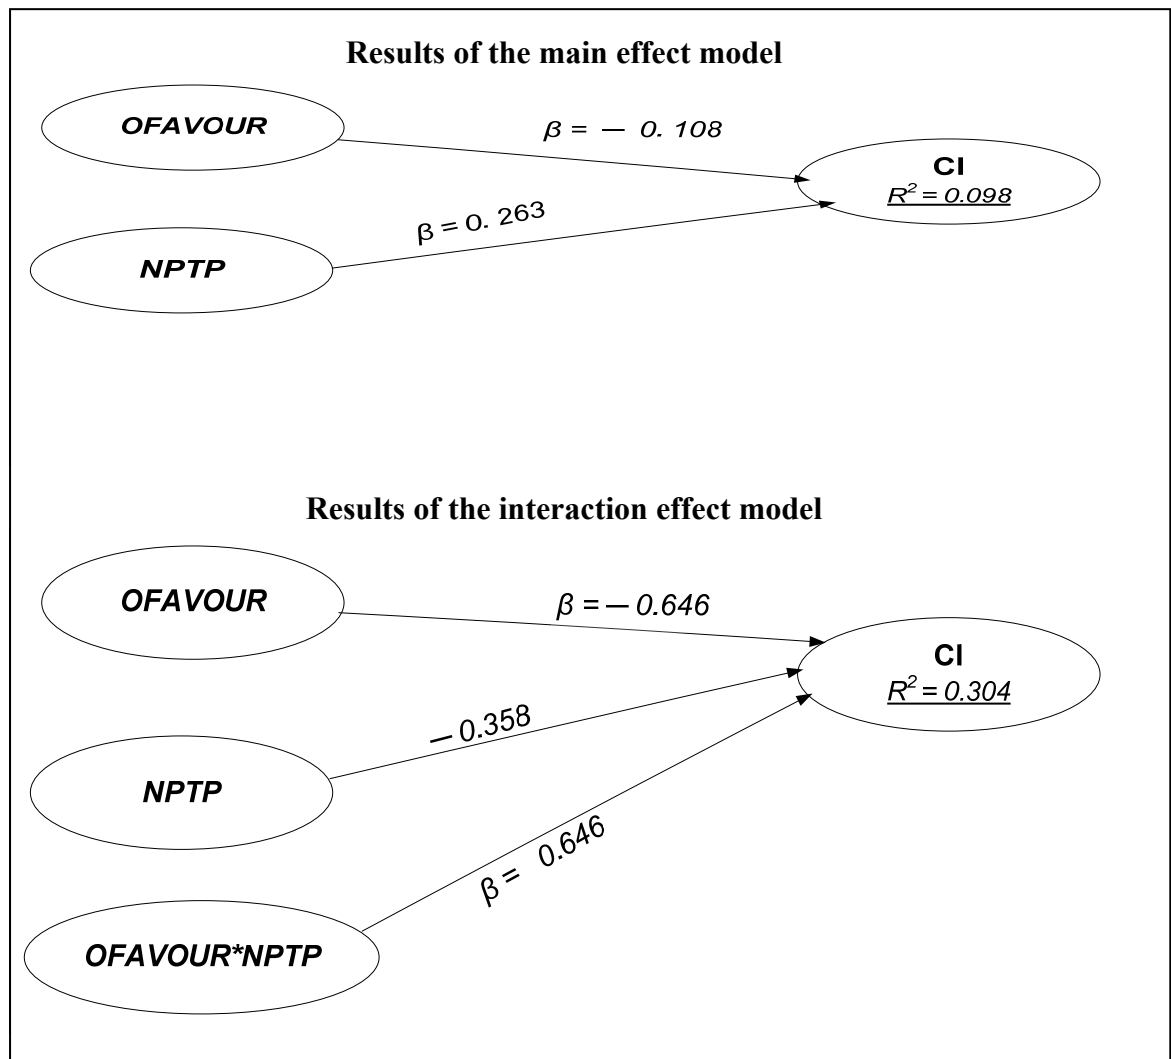 Results of the main effect model
OFAVOUR
β = — 0. 108
CI
R² = 0.098
β = 0. 263
NPTP
Results of the interaction effect model
OFAVOUR
β = — 0.646
CI
R² = 0.304
— 0.358
NPTP
β = 0.646
OFAVOUR*NPTP